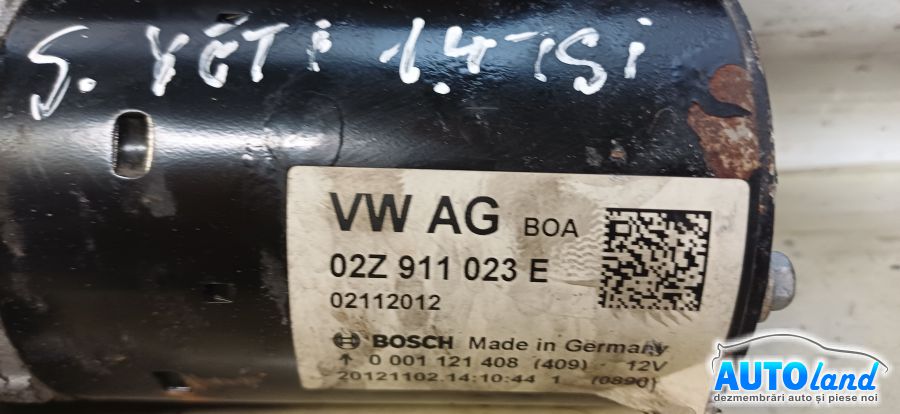 S. YETI 1.4 TSi
VW AG BOA
02Z 911 023 E
02112012
BOSCH Made in Germany
0 001 121 408 (409) 12V
20121102.14:10:44 1 (0890)
AUTOland
dezmembrări auto și piese noi